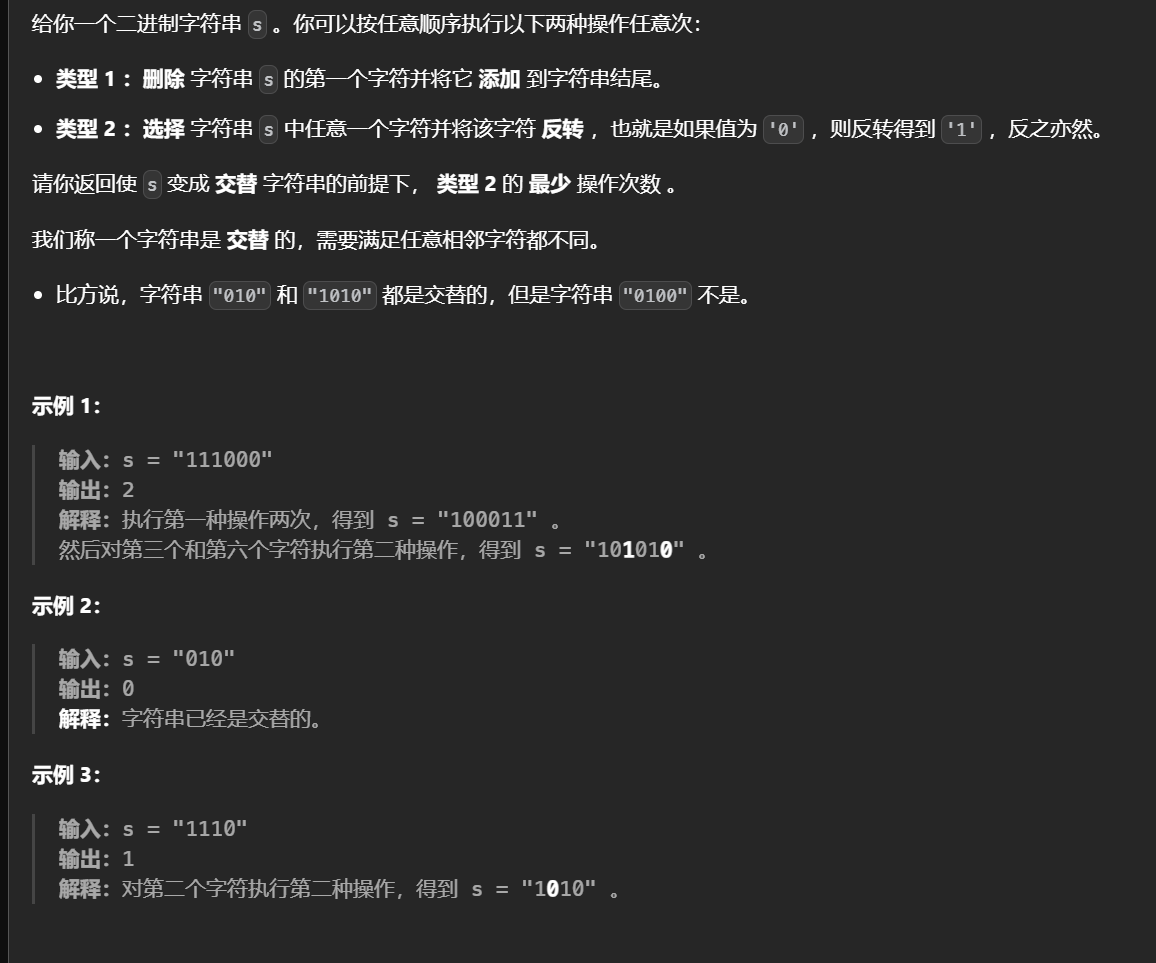 给你一个二进制字符串 s 。你可以按任意顺序执行以下两种操作任意次：
• 类型 1 ：删除 字符串 s 的第一个字符并将它 添加 到字符串结尾。
• 类型 2 ：选择 字符串 s 中任意一个字符并将该字符 反转 ，也就是如果值为 '0' ，则反转得到 '1' ，反之亦然。
请你返回使 s 变成 交替 字符串的前提下， 类型 2 的 最少 操作次数 。
我们称一个字符串是 交替 的，需要满足任意相邻字符都不同。
• 比方说，字符串 "010" 和 "1010" 都是交替的，但是字符串 "0100" 不是。
示例 1：
输入：s = "111000"
输出：2
解释：执行第一种操作两次，得到 s = "100011" 。
然后对第三个和第六个字符执行第二种操作，得到 s = "101010" 。
示例 2：
输入：s = "010"
输出：0
解释：字符串已经是交替的。
示例 3：
输入：s = "1110"
输出：1
解释：对第二个字符执行第二种操作，得到 s = "1010" 。